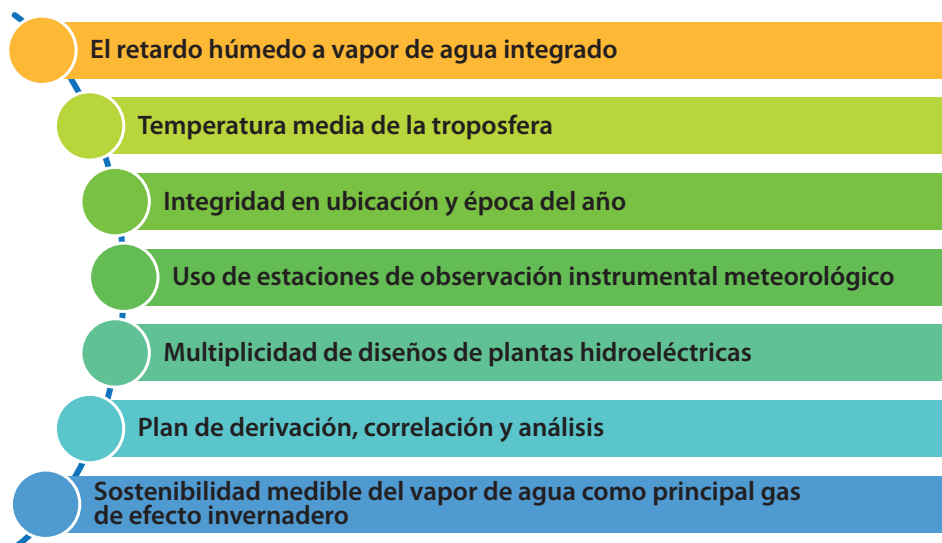 El retardo húmedo a vapor de agua integrado
Temperatura media de la troposfera
Integridad en ubicación y época del año
Uso de estaciones de observación instrumental meteorológico
Multiplicidad de diseños de plantas hidroeléctricas
Plan de derivación, correlación y análisis
Sostenibilidad medible del vapor de agua como principal gas
de efecto invernadero